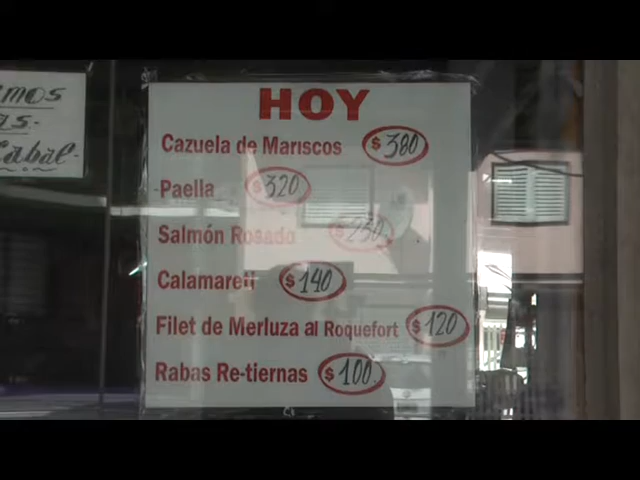 HOY
Cazuela de Mariscos $380
Paella $320
Salmón Rosado $230
Calamareti $140
Filet de Merluza al Roquefort $120
Rabas Re-tiernas $100